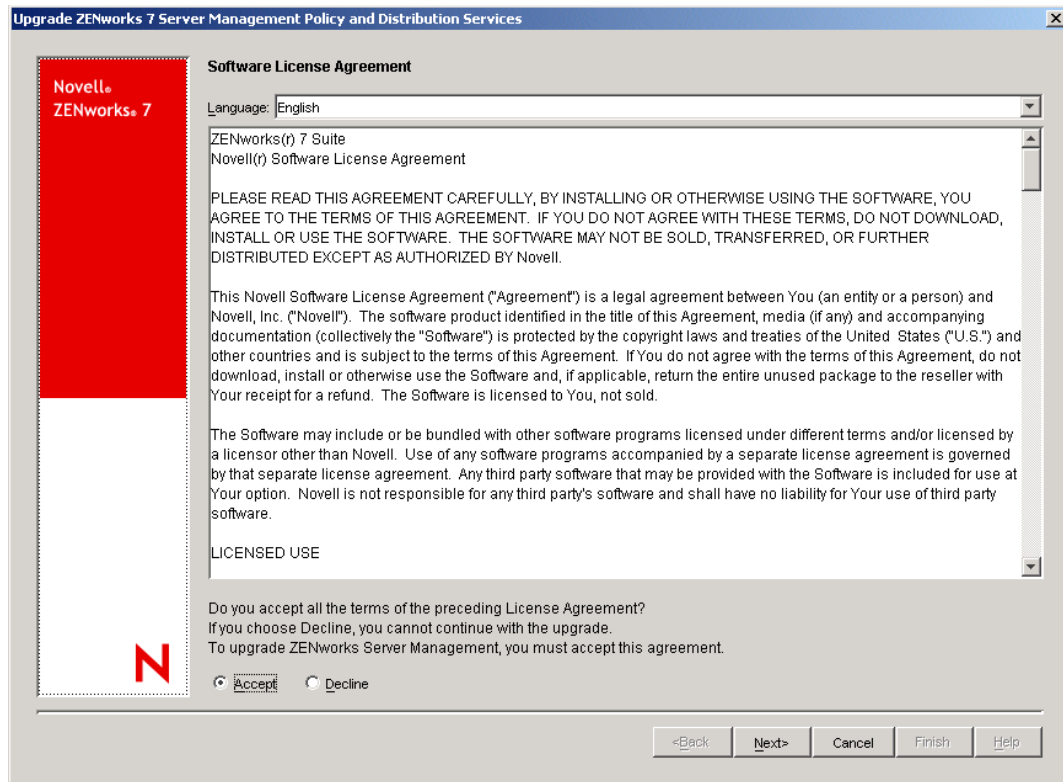 Upgrade ZENworks 7 Server Management Policy and Distribution Services
Novell®
ZENworks® 7
Software License Agreement
Language: English
ZENworks(r) 7 Suite
Novell(r) Software License Agreement
PLEASE READ THIS AGREEMENT CAREFULLY, BY INSTALLING OR OTHERWISE USING THE SOFTWARE, YOU
AGREE TO THE TERMS OF THIS AGREEMENT.  IF YOU DO NOT AGREE WITH THESE TERMS, DO NOT DOWNLOAD,
INSTALL OR USE THE SOFTWARE.  THE SOFTWARE MAY NOT BE SOLD, TRANSFERRED, OR FURTHER
DISTRIBUTED EXCEPT AS AUTHORIZED BY Novell.
This Novell Software License Agreement ("Agreement") is a legal agreement between You (an entity or a person) and
Novell, Inc. ("Novell").  The software product identified in the title of this Agreement, media (if any) and accompanying
documentation (collectively the "Software") is protected by the copyright laws and treaties of the United  States ("U.S.") and
other countries and is subject to the terms of this Agreement.  If You do not agree with the terms of this Agreement, do not
download, install or otherwise use the Software and, if applicable, return the entire unused package to the reseller with
Your receipt for a refund.  The Software is licensed to You, not sold.
The Software may include or be bundled with other software programs licensed under different terms and/or licensed by
a licensor other than Novell.  Use of any software programs accompanied by a separate license agreement is governed
by that separate license agreement.  Any third party software that may be provided with the Software is included for use at
Your option.  Novell is not responsible for any third party's software and shall have no liability for Your use of third party
software.
LICENSED USE
Do you accept all the terms of the preceding License Agreement?
If you choose Decline, you cannot continue with the upgrade.
To upgrade ZENworks Server Management, you must accept this agreement.
N
Accept Decline
<Back Next> Cancel Finish Help